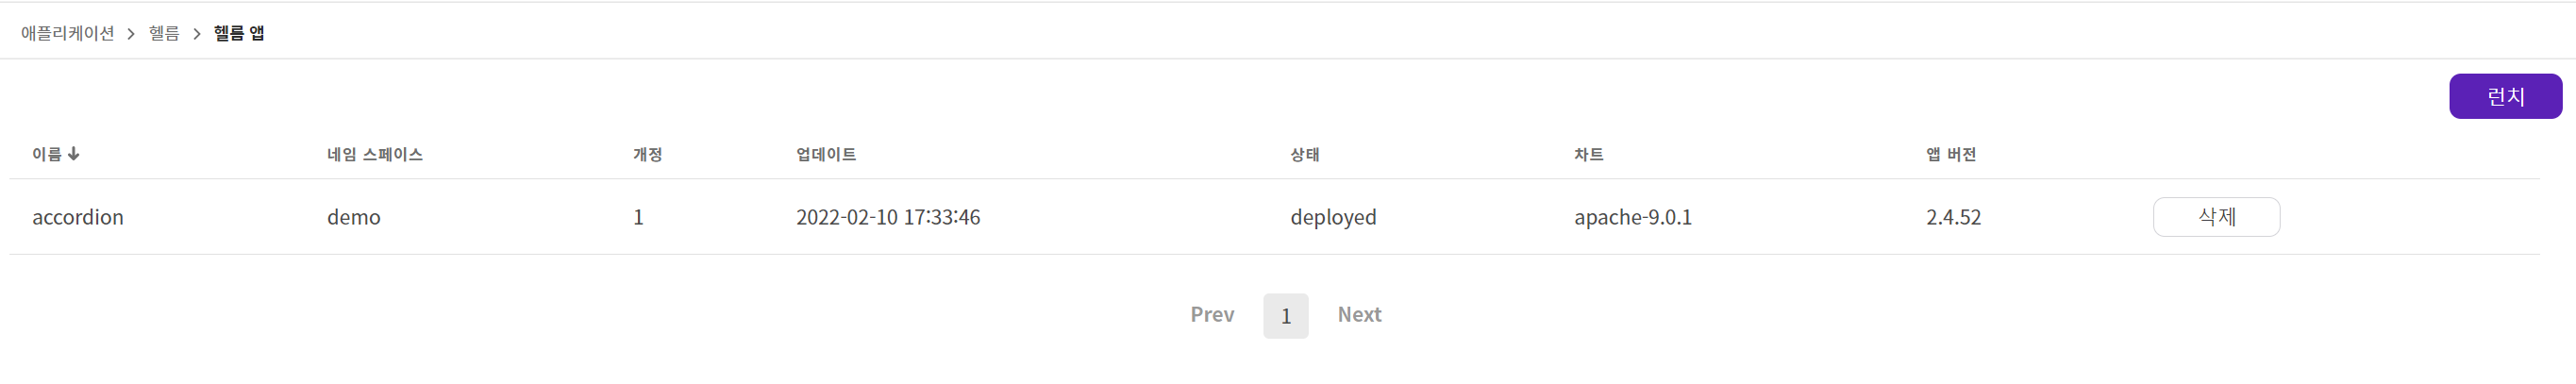 애플리케이션 > 헬름 > 헬름 앱
런치
이름 ↓ 네임 스페이스 개정 업데이트 상태 차트 앱 버전
accordion demo 1 2022-02-10 17:33:46 deployed apache-9.0.1 2.4.52 삭제
Prev 1 Next